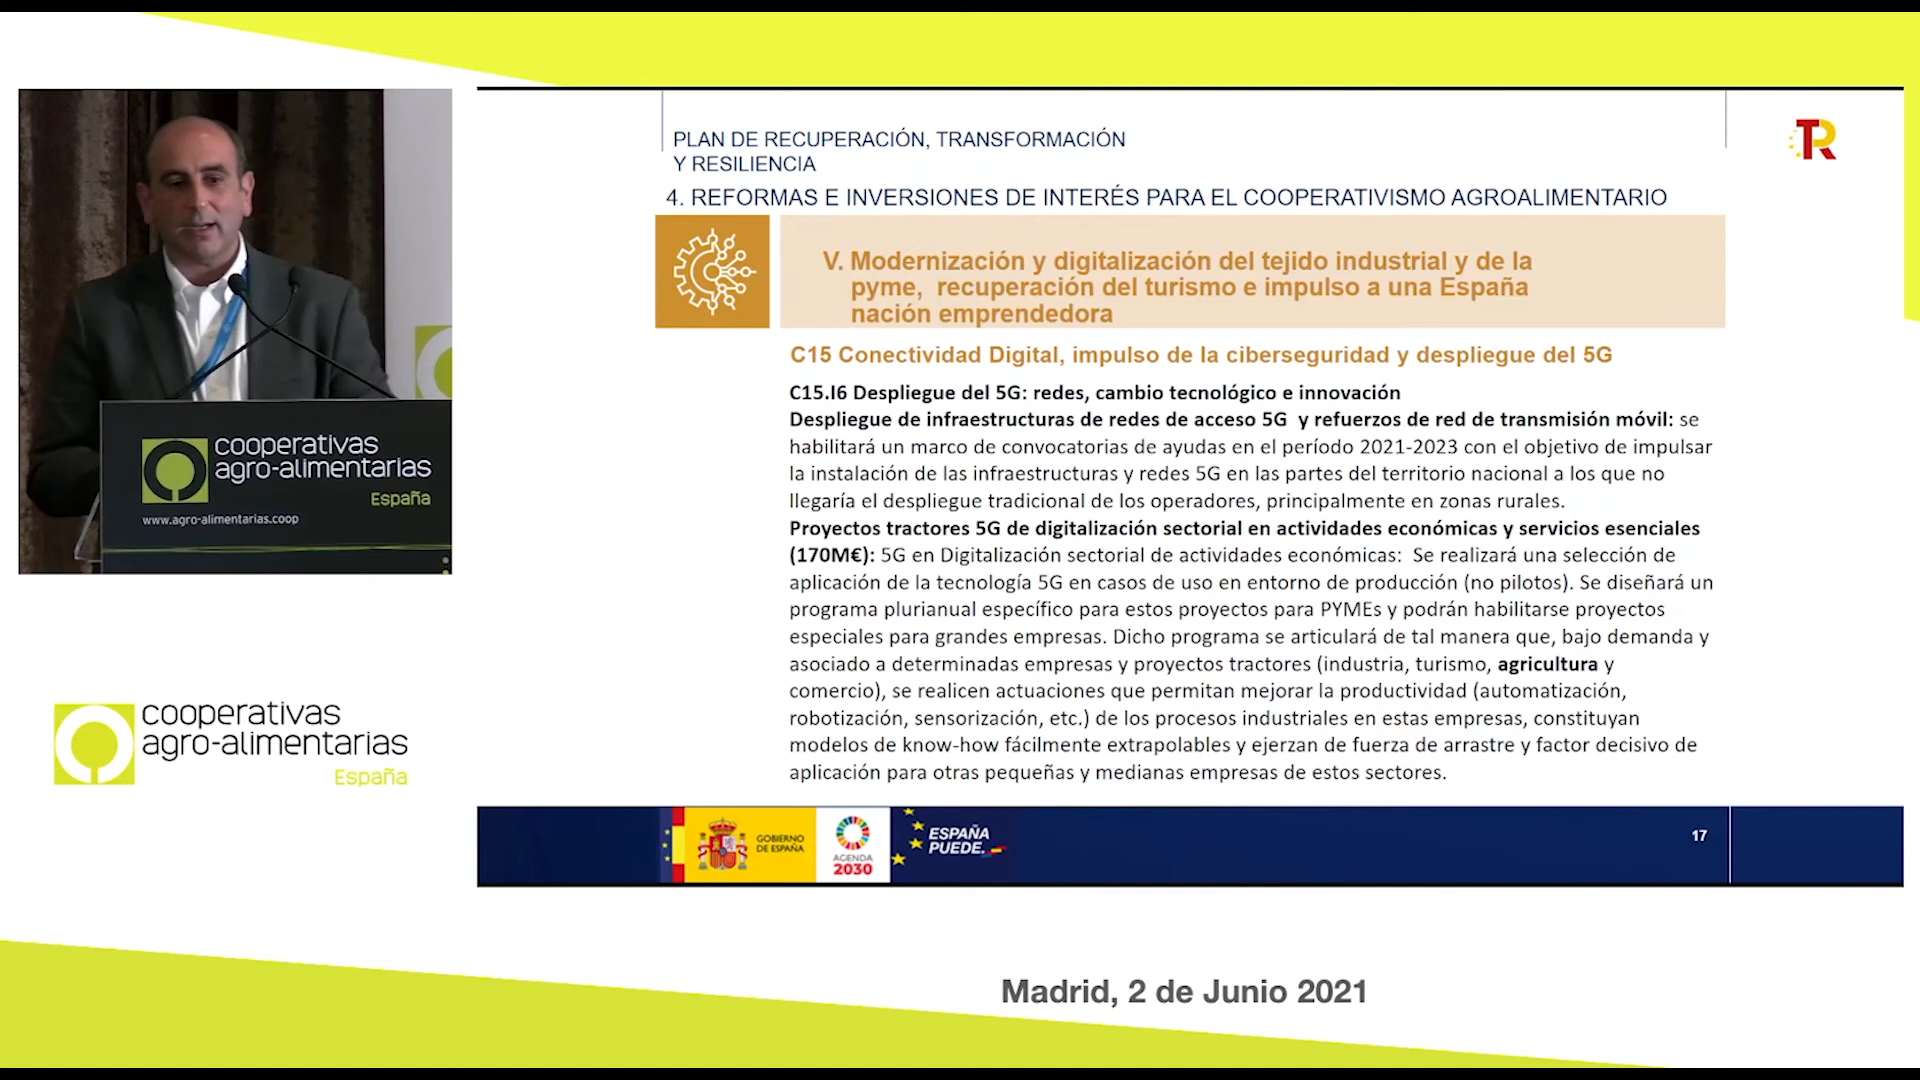 PLAN DE RECUPERACIÓN, TRANSFORMACIÓN
Y RESILIENCIA
TR
4. REFORMAS E INVERSIONES DE INTERÉS PARA EL COOPERATIVISMO AGROALIMENTARIO
V. Modernización y digitalización del tejido industrial y de la
pyme, recuperación del turismo e impulso a una España
nación emprendedora
C15 Conectividad Digital, impulso de la ciberseguridad y despliegue del 5G
C15.I6 Despliegue del 5G: redes, cambio tecnológico e innovación
Despliegue de infraestructuras de redes de acceso 5G y refuerzos de red de transmisión móvil: se
habilitará un marco de convocatorias de ayudas en el período 2021-2023 con el objetivo de impulsar
la instalación de las infraestructuras y redes 5G en las partes del territorio nacional a los que no
llegaría el despliegue tradicional de los operadores, principalmente en zonas rurales.
Proyectos tractores 5G de digitalización sectorial en actividades económicas y servicios esenciales
(170M€): 5G en Digitalización sectorial de actividades económicas: Se realizará una selección de
aplicación de la tecnología 5G en casos de uso en entorno de producción (no pilotos). Se diseñará un
programa plurianual específico para estos proyectos para PYMEs y podrán habilitarse proyectos
especiales para grandes empresas. Dicho programa se articulará de tal manera que, bajo demanda y
asociado a determinadas empresas y proyectos tractores (industria, turismo, agricultura y
comercio), se realicen actuaciones que permitan mejorar la productividad (automatización,
robotización, sensorización, etc.) de los procesos industriales en estas empresas, constituyan
modelos de know-how fácilmente extrapolables y ejerzan de fuerza de arrastre y factor decisivo de
aplicación para otras pequeñas y medianas empresas de estos sectores.
cooperativas
agro-alimentarias
España
www.agro-alimentarias.coop
cooperativas
agro-alimentarias
España
GOBIERNO
DE ESPAÑA
AGENDA
2030
ESPAÑA
PUEDE.
17
Madrid, 2 de Junio 2021